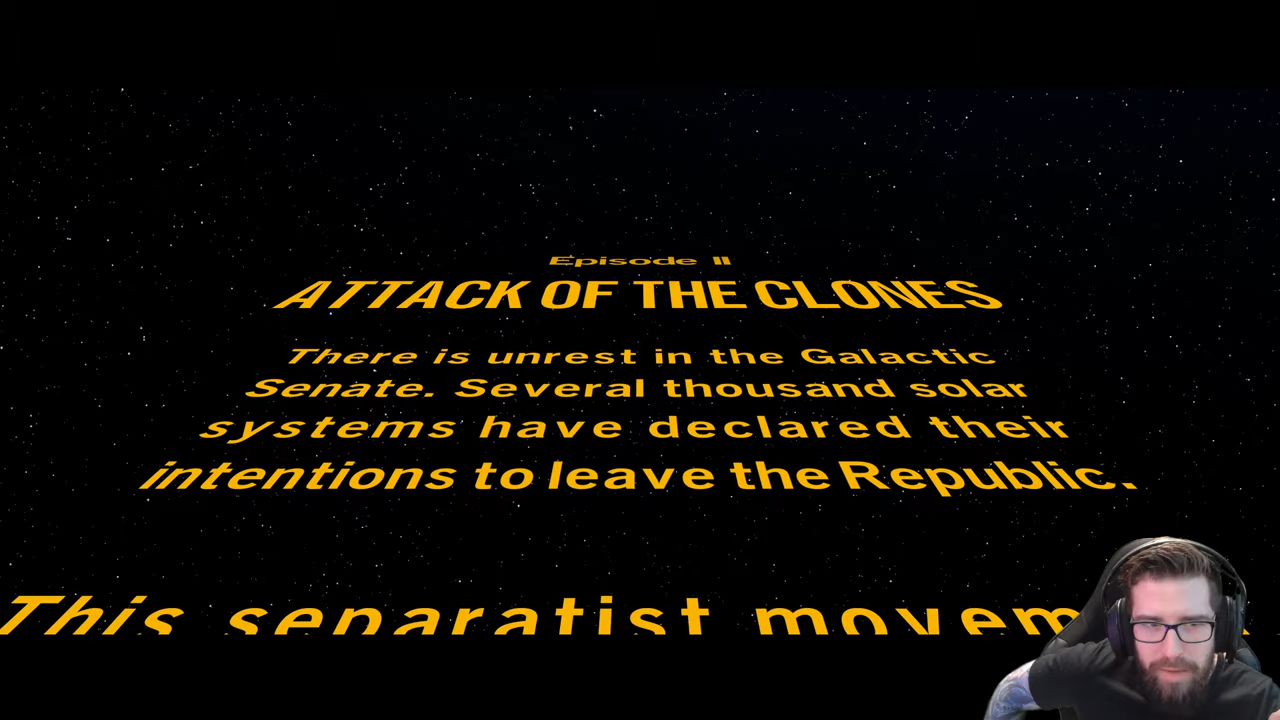 Episode II
ATTACK OF THE CLONES
There is unrest in the Galactic
Senate. Several thousand solar
systems have declared their
intentions to leave the Republic.
This separatist